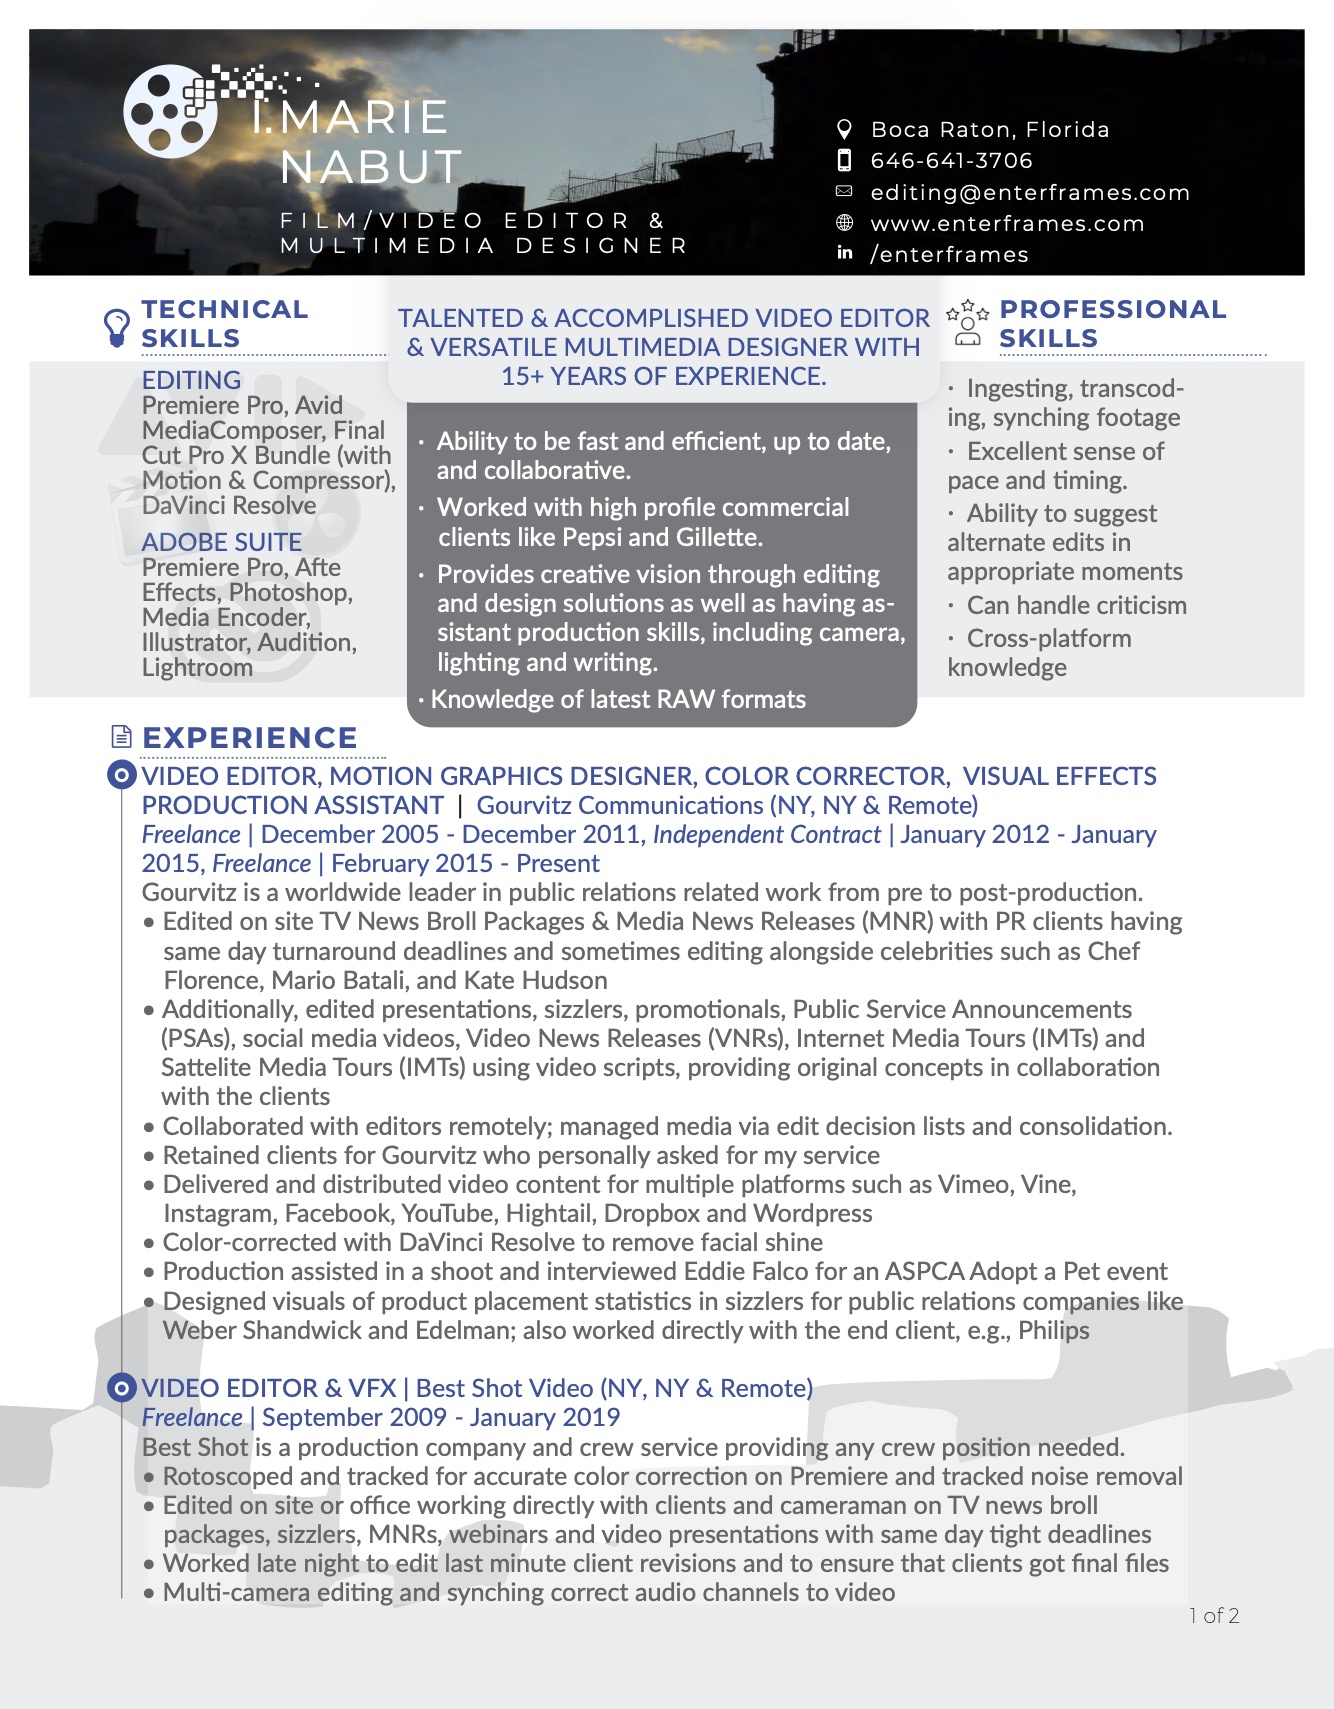 I.MARIE
NABUT
FILM/VIDEO EDITOR &
MULTIMEDIA DESIGNER
Boca Raton, Florida
646-641-3706
editing@enterframes.com
www.enterframes.com
in /enterframes
TECHNICAL
SKILLS
EDITING
Premiere Pro, Avid
MediaComposer, Final
Cut Pro X Bundle (with
Motion & Compressor),
DaVinci Resolve
ADOBE SUITE
Premiere Pro, Afte
Effects, Photoshop,
Media Encoder,
Illustrator, Audition,
Lightroom
TALENTED & ACCOMPLISHED VIDEO EDITOR
& VERSATILE MULTIMEDIA DESIGNER WITH
15+ YEARS OF EXPERIENCE.
· Ability to be fast and efficient, up to date,
and collaborative.
· Worked with high profile commercial
clients like Pepsi and Gillette.
· Provides creative vision through editing
and design solutions as well as having as-
sistant production skills, including camera,
lighting and writing.
· Knowledge of latest RAW formats
PROFESSIONAL
SKILLS
· Ingesting, transcod-
ing, synching footage
· Excellent sense of
pace and timing.
· Ability to suggest
alternate edits in
appropriate moments
· Can handle criticism
· Cross-platform
knowledge
EXPERIENCE
VIDEO EDITOR, MOTION GRAPHICS DESIGNER, COLOR CORRECTOR, VISUAL EFFECTS
PRODUCTION ASSISTANT | Gourvitz Communications (NY, NY & Remote)
Freelance | December 2005 - December 2011, Independent Contract | January 2012 - January
2015, Freelance | February 2015 - Present
Gourvitz is a worldwide leader in public relations related work from pre to post-production.
• Edited on site TV News Broll Packages & Media News Releases (MNR) with PR clients having
same day turnaround deadlines and sometimes editing alongside celebrities such as Chef
Florence, Mario Batali, and Kate Hudson
• Additionally, edited presentations, sizzlers, promotionals, Public Service Announcements
(PSAs), social media videos, Video News Releases (VNRs), Internet Media Tours (IMTs) and
Sattelite Media Tours (IMTs) using video scripts, providing original concepts in collaboration
with the clients
• Collaborated with editors remotely; managed media via edit decision lists and consolidation.
• Retained clients for Gourvitz who personally asked for my service
• Delivered and distributed video content for multiple platforms such as Vimeo, Vine,
Instagram, Facebook, YouTube, Hightail, Dropbox and Wordpress
• Color-corrected with DaVinci Resolve to remove facial shine
• Production assisted in a shoot and interviewed Eddie Falco for an ASPCA Adopt a Pet event
• Designed visuals of product placement statistics in sizzlers for public relations companies like
Weber Shandwick and Edelman; also worked directly with the end client, e.g., Philips
VIDEO EDITOR & VFX | Best Shot Video (NY, NY & Remote)
Freelance | September 2009 - January 2019
Best Shot is a production company and crew service providing any crew position needed.
• Rotoscoped and tracked for accurate color correction on Premiere and tracked noise removal
• Edited on site or office working directly with clients and cameraman on TV news broll
packages, sizzlers, MNRs, webinars and video presentations with same day tight deadlines
• Worked late night to edit last minute client revisions and to ensure that clients got final files
• Multi-camera editing and synching correct audio channels to video
1 of 2